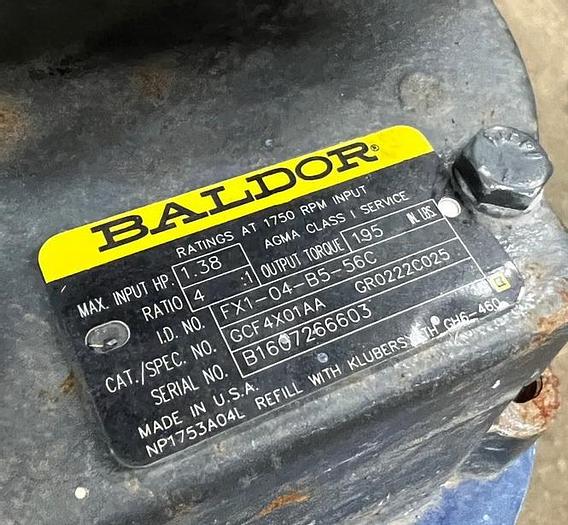 BALDOR®
RATINGS AT 1750 RPM INPUT
AGMA CLASS I SERVICE
MAX. INPUT HP. 1.38
RATIO 4 :1 OUTPUT TORQUE 195 IN. LBS.
I.D. NO. FX1-04-B5-56C
CAT./SPEC. NO. GCF4X01AA GR0222C025
SERIAL NO. B1607266603
MADE IN U.S.A.
NP1753A04L REFILL WITH KLUBERSYNTH GH6-460